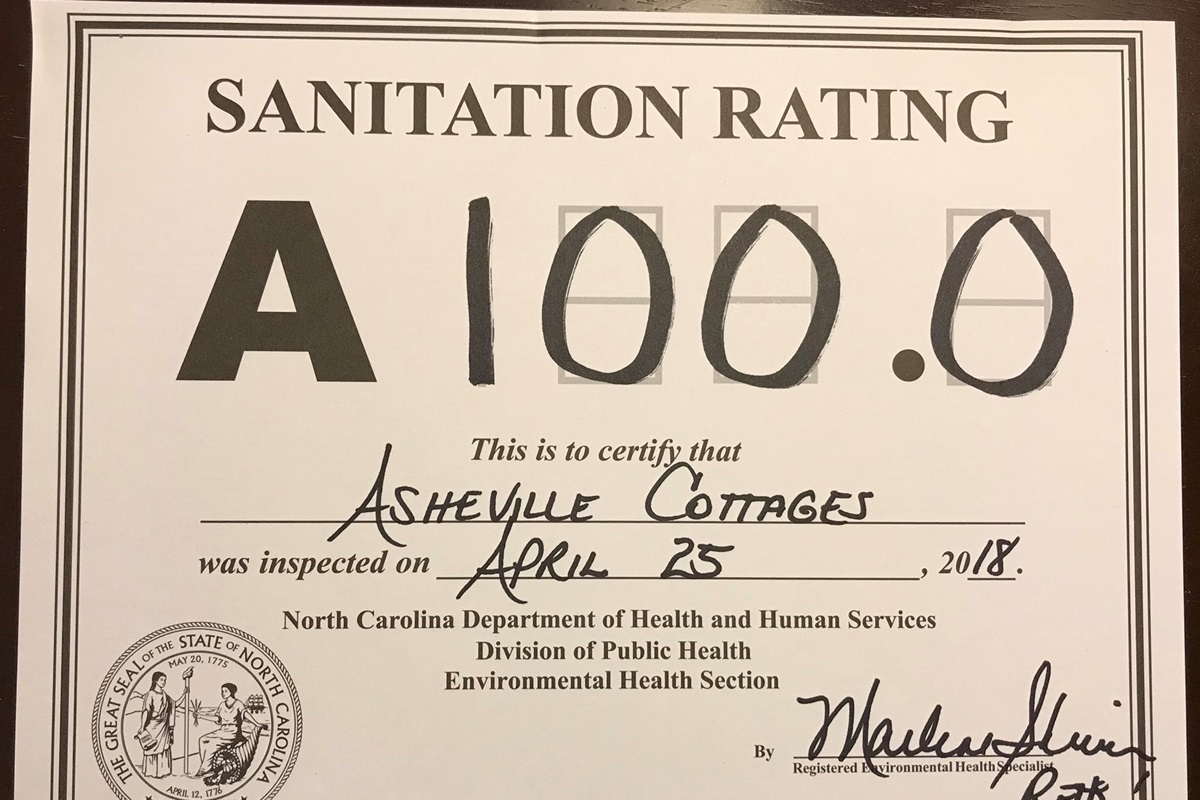 SANITATION RATING
A 100.0
This is to certify that
ASHEVILLE COTTAGES
was inspected on APRIL 25, 2018.
North Carolina Department of Health and Human Services
Division of Public Health
Environmental Health Section
THE GREAT SEAL OF THE STATE OF NORTH CAROLINA
MAY 20, 1775
APRIL 12, 1776
By Marlene
Registered Environmental Health Specialist